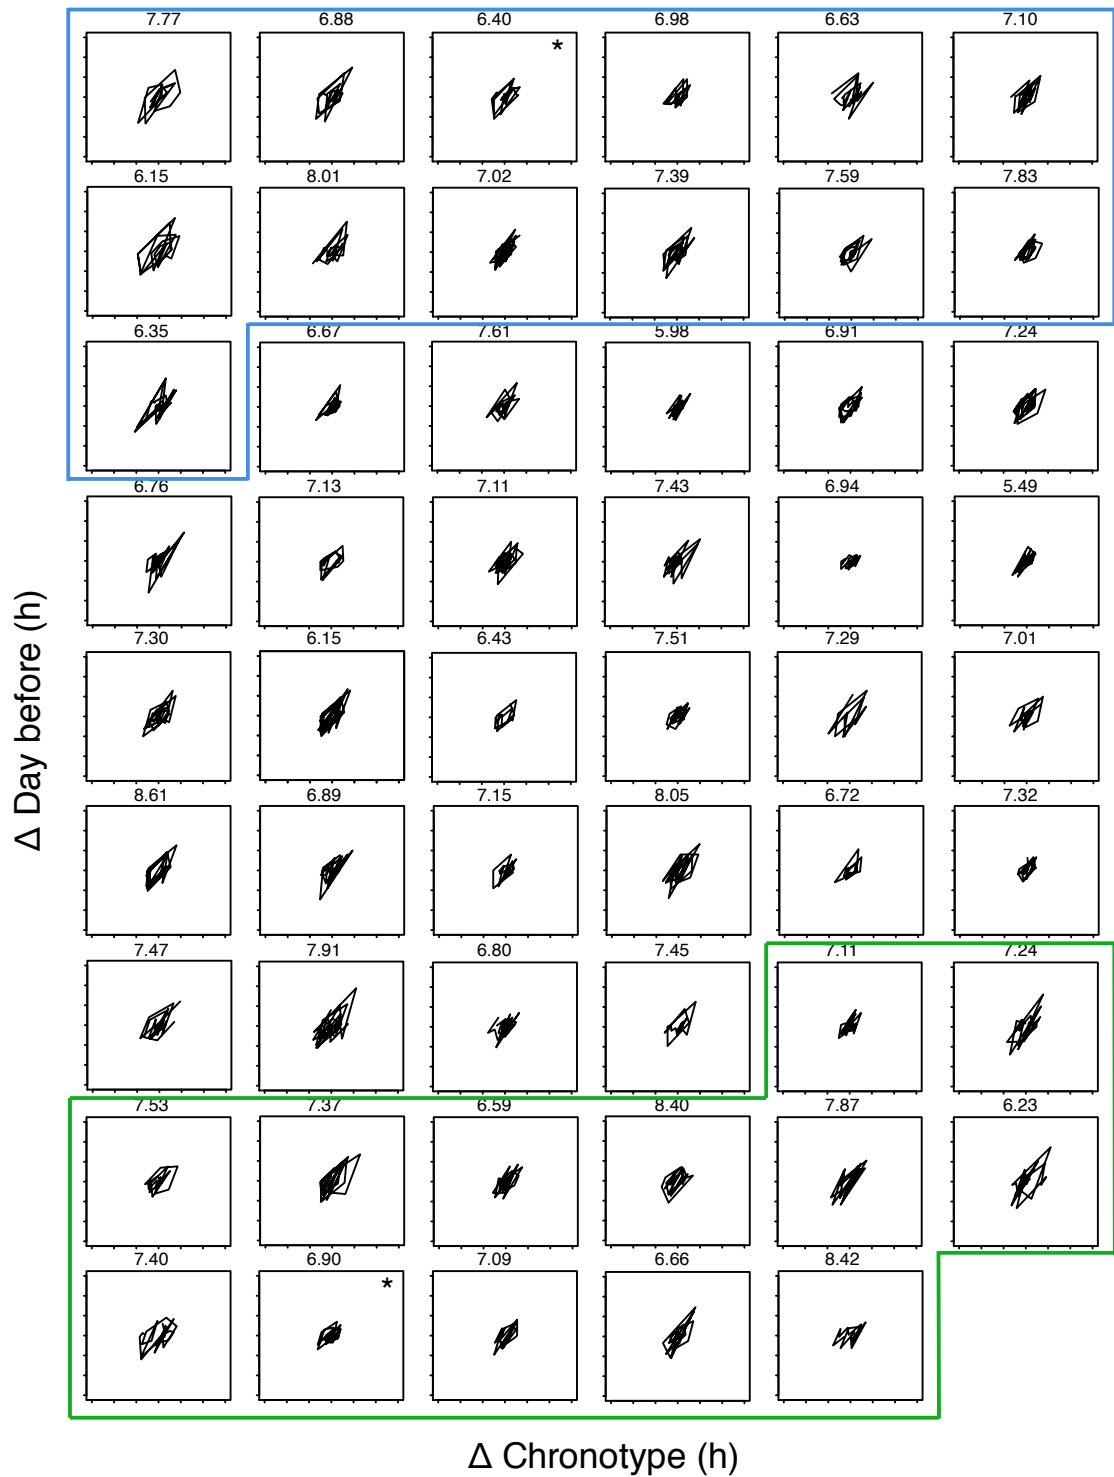 7.77 6.88 6.40 6.98 6.63 7.10
*
6.15 8.01 7.02 7.39 7.59 7.83
6.35 6.67 7.61 5.98 6.91 7.24
6.76 7.13 7.11 7.43 6.94 5.49
7.30 6.15 6.43 7.51 7.29 7.01
8.61 6.89 7.15 8.05 6.72 7.32
7.47 7.91 6.80 7.45 7.11 7.24
7.53 7.37 6.59 8.40 7.87 6.23
7.40 6.90 7.09 6.66 8.42
*
Δ Day before (h)
Δ Chronotype (h)